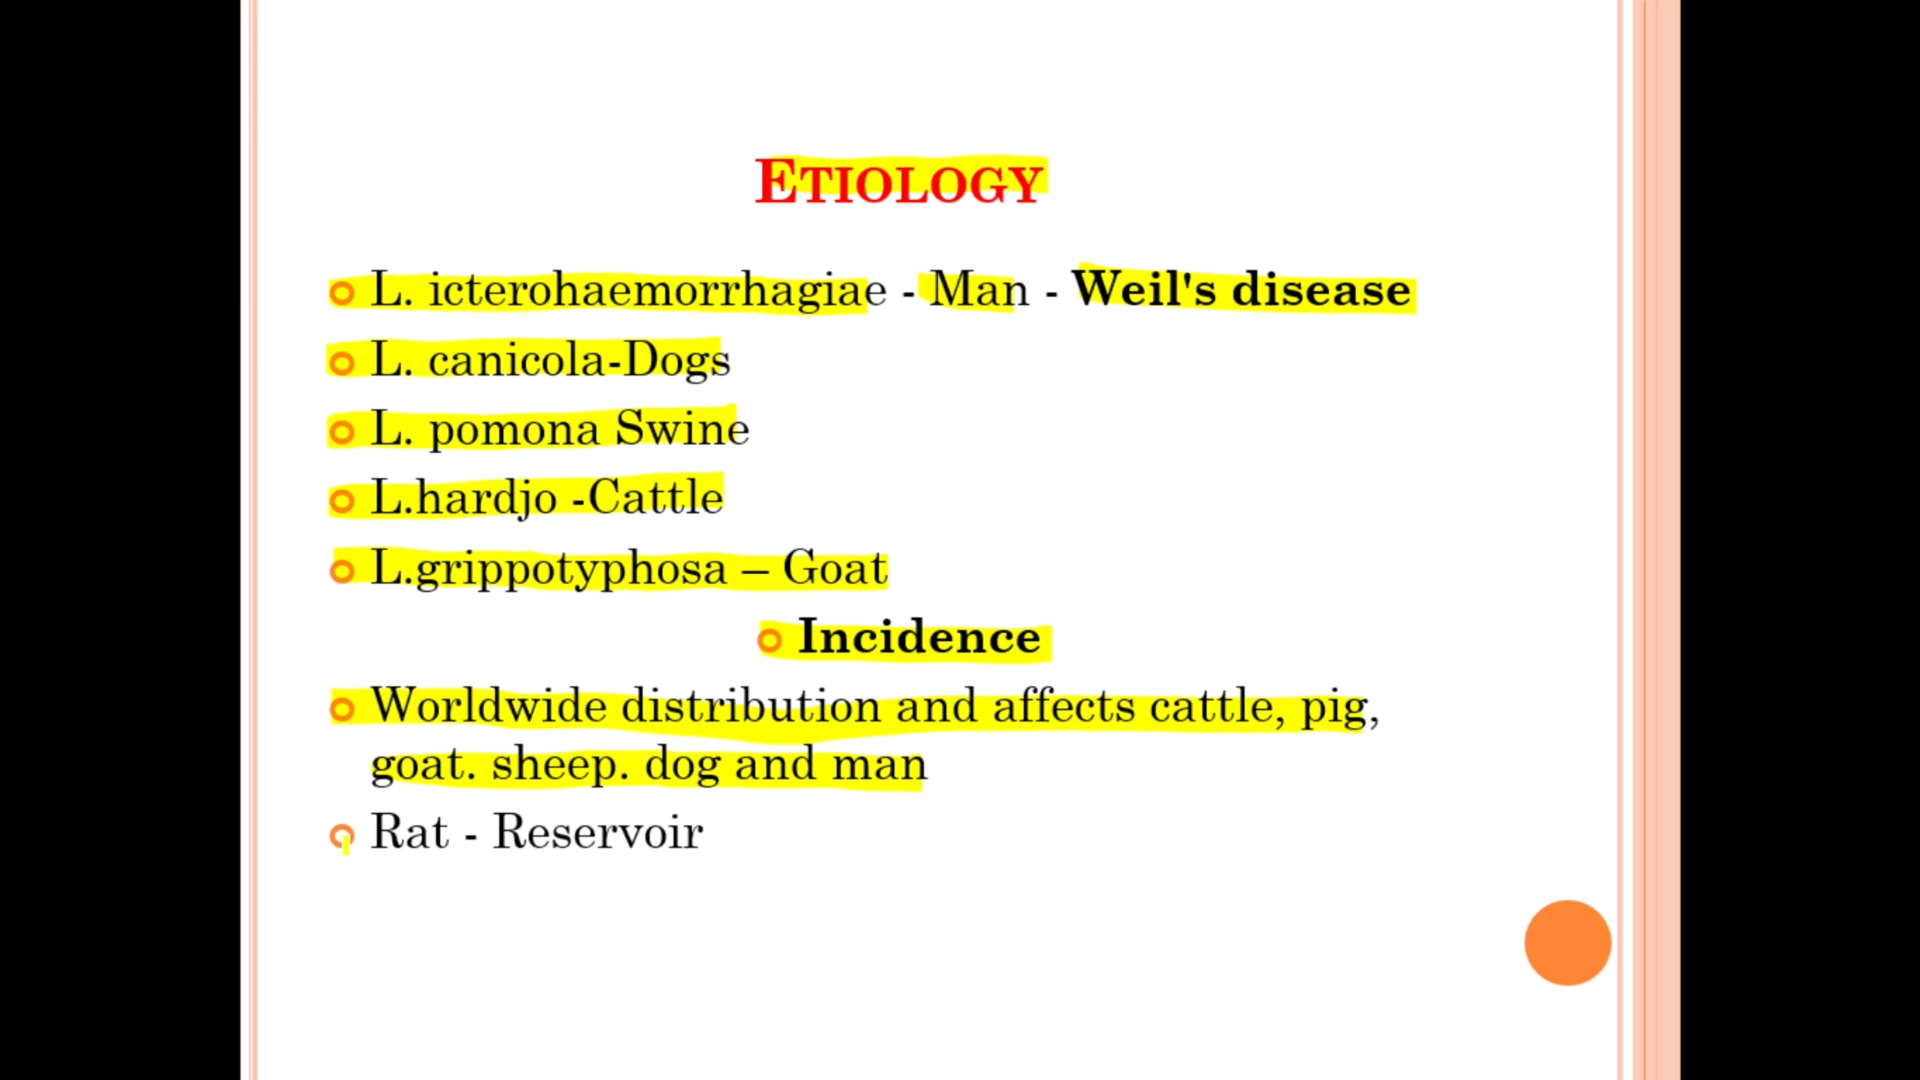 ETIOLOGY
L. icterohaemorrhagiae - Man - Weil's disease
L. canicola-Dogs
L. pomona Swine
L.hardjo -Cattle
L.grippotyphosa – Goat
Incidence
Worldwide distribution and affects cattle, pig,
goat. sheep. dog and man
Rat - Reservoir